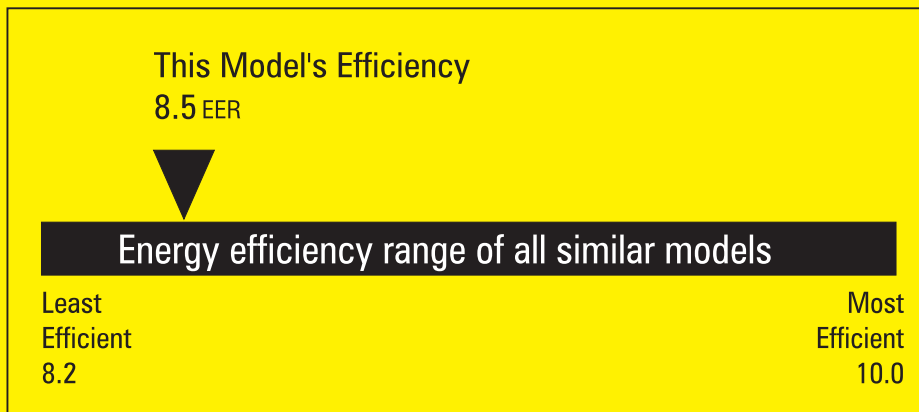 This Model's Efficiency
8.5 EER
Energy efficiency range of all similar models
Least
Efficient
8.2
Most
Efficient
10.0